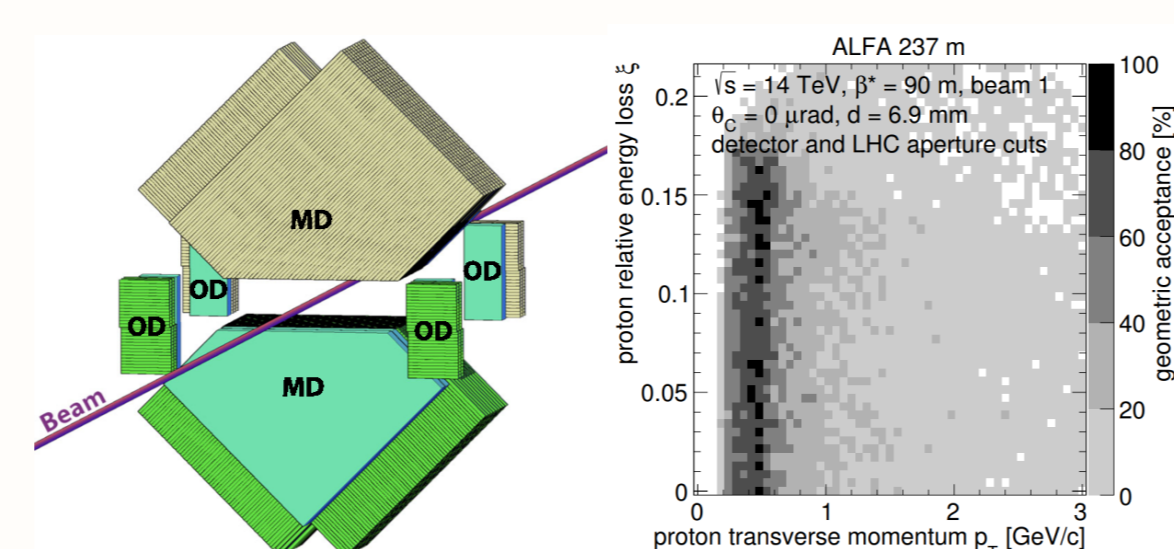 MD
OD
OD
OD
OD
MD
Beam
ALFA 237 m
√s = 14 TeV, β* = 90 m, beam 1
θC = 0 μrad, d = 6.9 mm
detector and LHC aperture cuts
proton relative energy loss ξ
0.2
0.15
0.1
0.05
0
0 1 2 3
proton transverse momentum pT [GeV/c]
100
80
60
40
20
0
geometric acceptance [%]